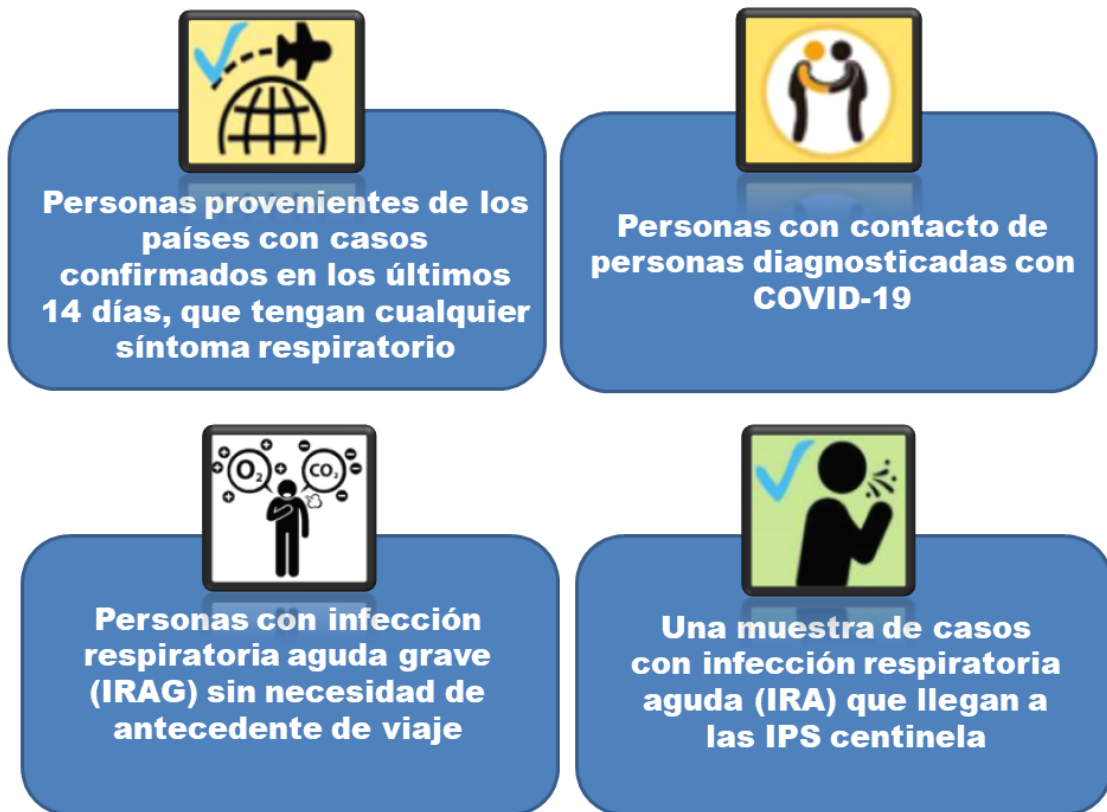 Personas provenientes de los
países con casos
confirmados en los últimos
14 días, que tengan cualquier
síntoma respiratorio
Personas con contacto de
personas diagnosticadas con
COVID-19
O2
CO2
Personas con infección
respiratoria aguda grave
(IRAG) sin necesidad de
antecedente de viaje
Una muestra de casos
con infección respiratoria
aguda (IRA) que llegan a
las IPS centinela